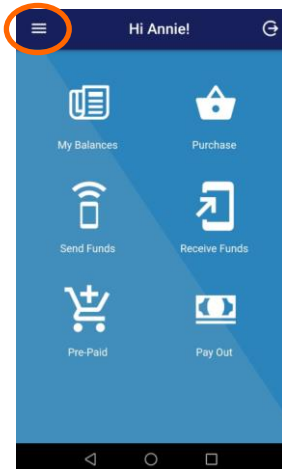 Hi Annie!
My Balances
Purchase
Send Funds
Receive Funds
Pre-Paid
Pay Out